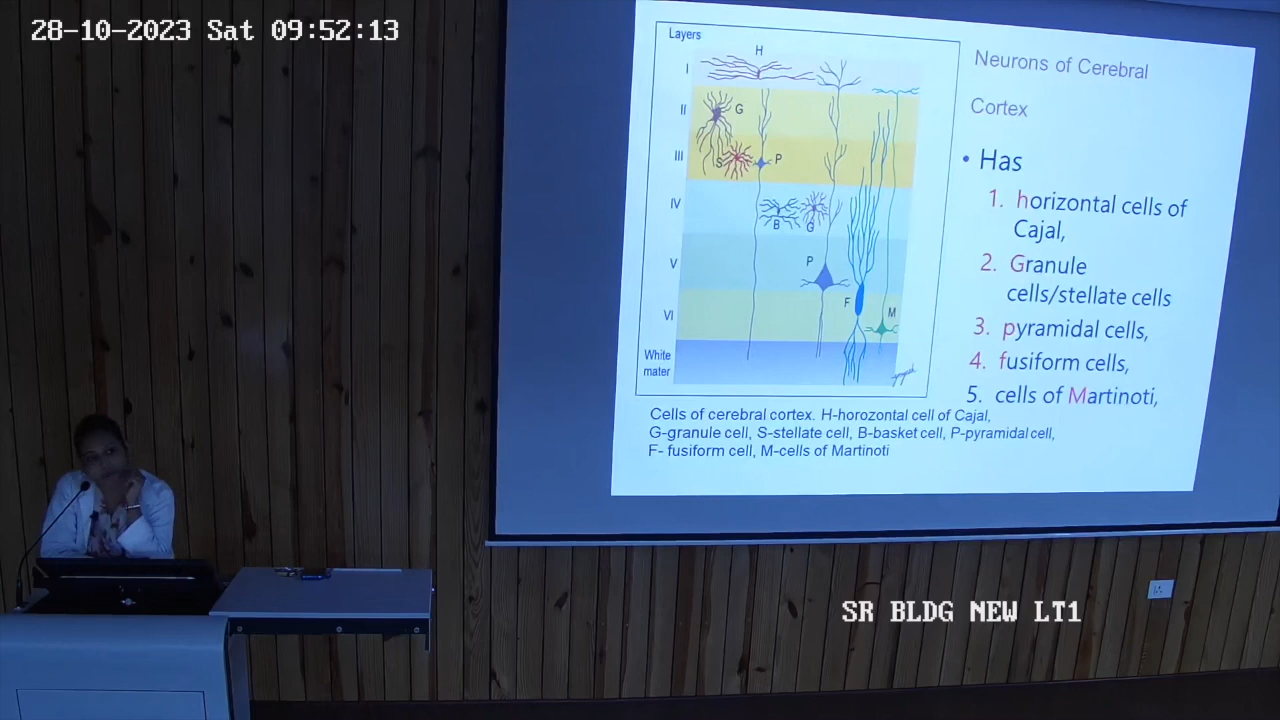 28-10-2023 Sat 09:52:13
Layers
H
I
II
G
III
S
P
IV
B
G
V
P
F
VI
M
White
mater
Neurons of Cerebral
Cortex
• Has
1. horizontal cells of
Cajal,
2. Granule
cells/stellate cells
3. pyramidal cells,
4. fusiform cells,
5. cells of Martinoti,
Cells of cerebral cortex. H-horozontal cell of Cajal,
G-granule cell, S-stellate cell, B-basket cell, P-pyramidal cell,
F- fusiform cell, M-cells of Martinoti
SR BLDG NEW LT1